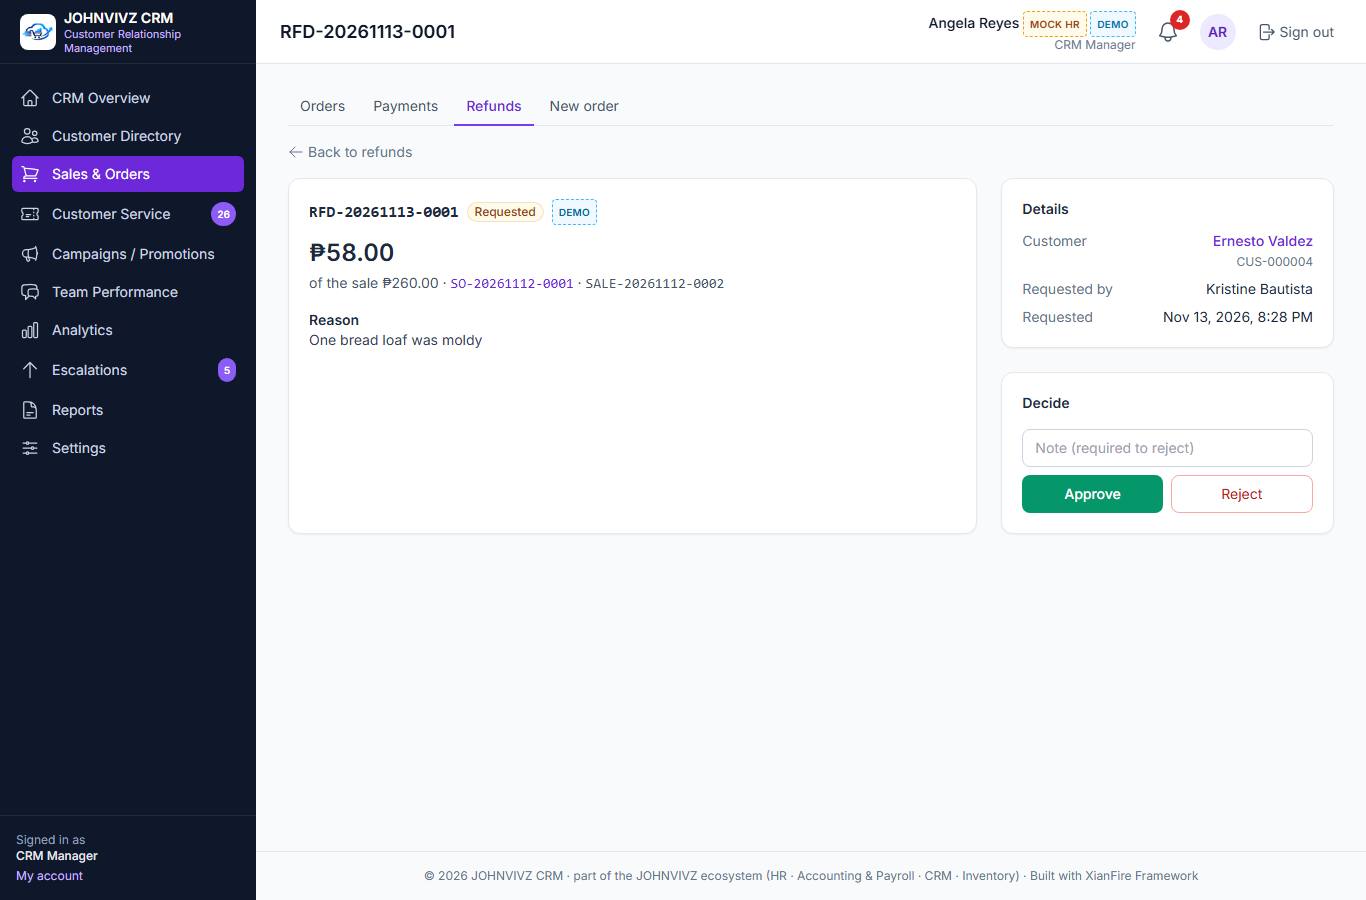 JOHNVIVZ CRM
Customer Relationship
Management
RFD-20261113-0001
Angela Reyes MOCK HR DEMO
CRM Manager
4
AR
Sign out
CRM Overview
Customer Directory
Sales & Orders
Customer Service 26
Campaigns / Promotions
Team Performance
Analytics
Escalations 5
Reports
Settings
Signed in as
CRM Manager
My account
Orders Payments Refunds New order
← Back to refunds
RFD-20261113-0001 Requested DEMO
₱58.00
of the sale ₱260.00 · SO-20261112-0001 · SALE-20261112-0002
Reason
One bread loaf was moldy
Details
Customer Ernesto Valdez
CUS-000004
Requested by Kristine Bautista
Requested Nov 13, 2026, 8:28 PM
Decide
Note (required to reject)
Approve Reject
© 2026 JOHNVIVZ CRM · part of the JOHNVIVZ ecosystem (HR · Accounting & Payroll · CRM · Inventory) · Built with XianFire Framework